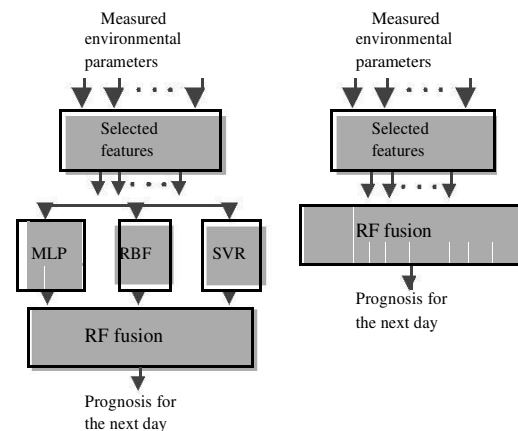 Measured
environmental
parameters
Selected
features
MLP
RBF
SVR
RF fusion
Prognosis for
the next day
Measured
environmental
parameters
Selected
features
RF fusion
Prognosis for
the next day